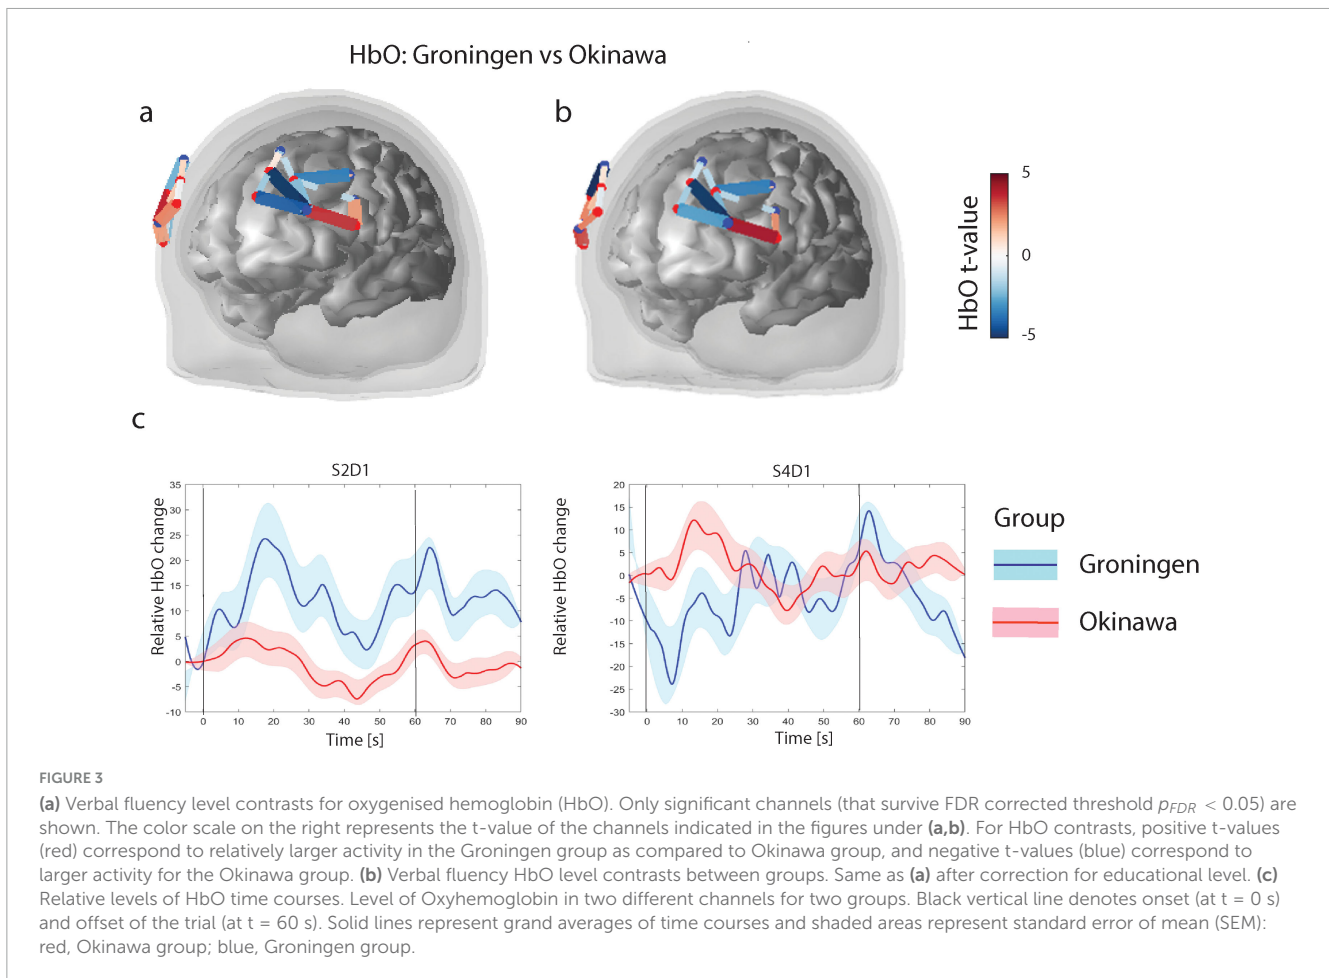 HbO: Groningen vs Okinawa
a
b
5
0
-5
HbO t-value
c
S2D1
35
30
25
20
15
10
5
0
-5
-10
0
10
20
30
40
50
60
70
80
90
Relative HbO change
Time [s]
S4D1
20
15
10
5
0
-5
-10
-15
-20
-25
-30
0
10
20
30
40
50
60
70
80
90
Relative HbO change
Time [s]
Group
Groningen
Okinawa
FIGURE 3
(a) Verbal fluency level contrasts for oxygenised hemoglobin (HbO). Only significant channels (that survive FDR corrected threshold pFDR < 0.05) are
shown. The color scale on the right represents the t-value of the channels indicated in the figures under (a,b). For HbO contrasts, positive t-values
(red) correspond to relatively larger activity in the Groningen group as compared to Okinawa group, and negative t-values (blue) correspond to
larger activity for the Okinawa group. (b) Verbal fluency HbO level contrasts between groups. Same as (a) after correction for educational level. (c)
Relative levels of HbO time courses. Level of Oxyhemoglobin in two different channels for two groups. Black vertical line denotes onset (at t = 0 s)
and offset of the trial (at t = 60 s). Solid lines represent grand averages of time courses and shaded areas represent standard error of mean (SEM):
red, Okinawa group; blue, Groningen group.